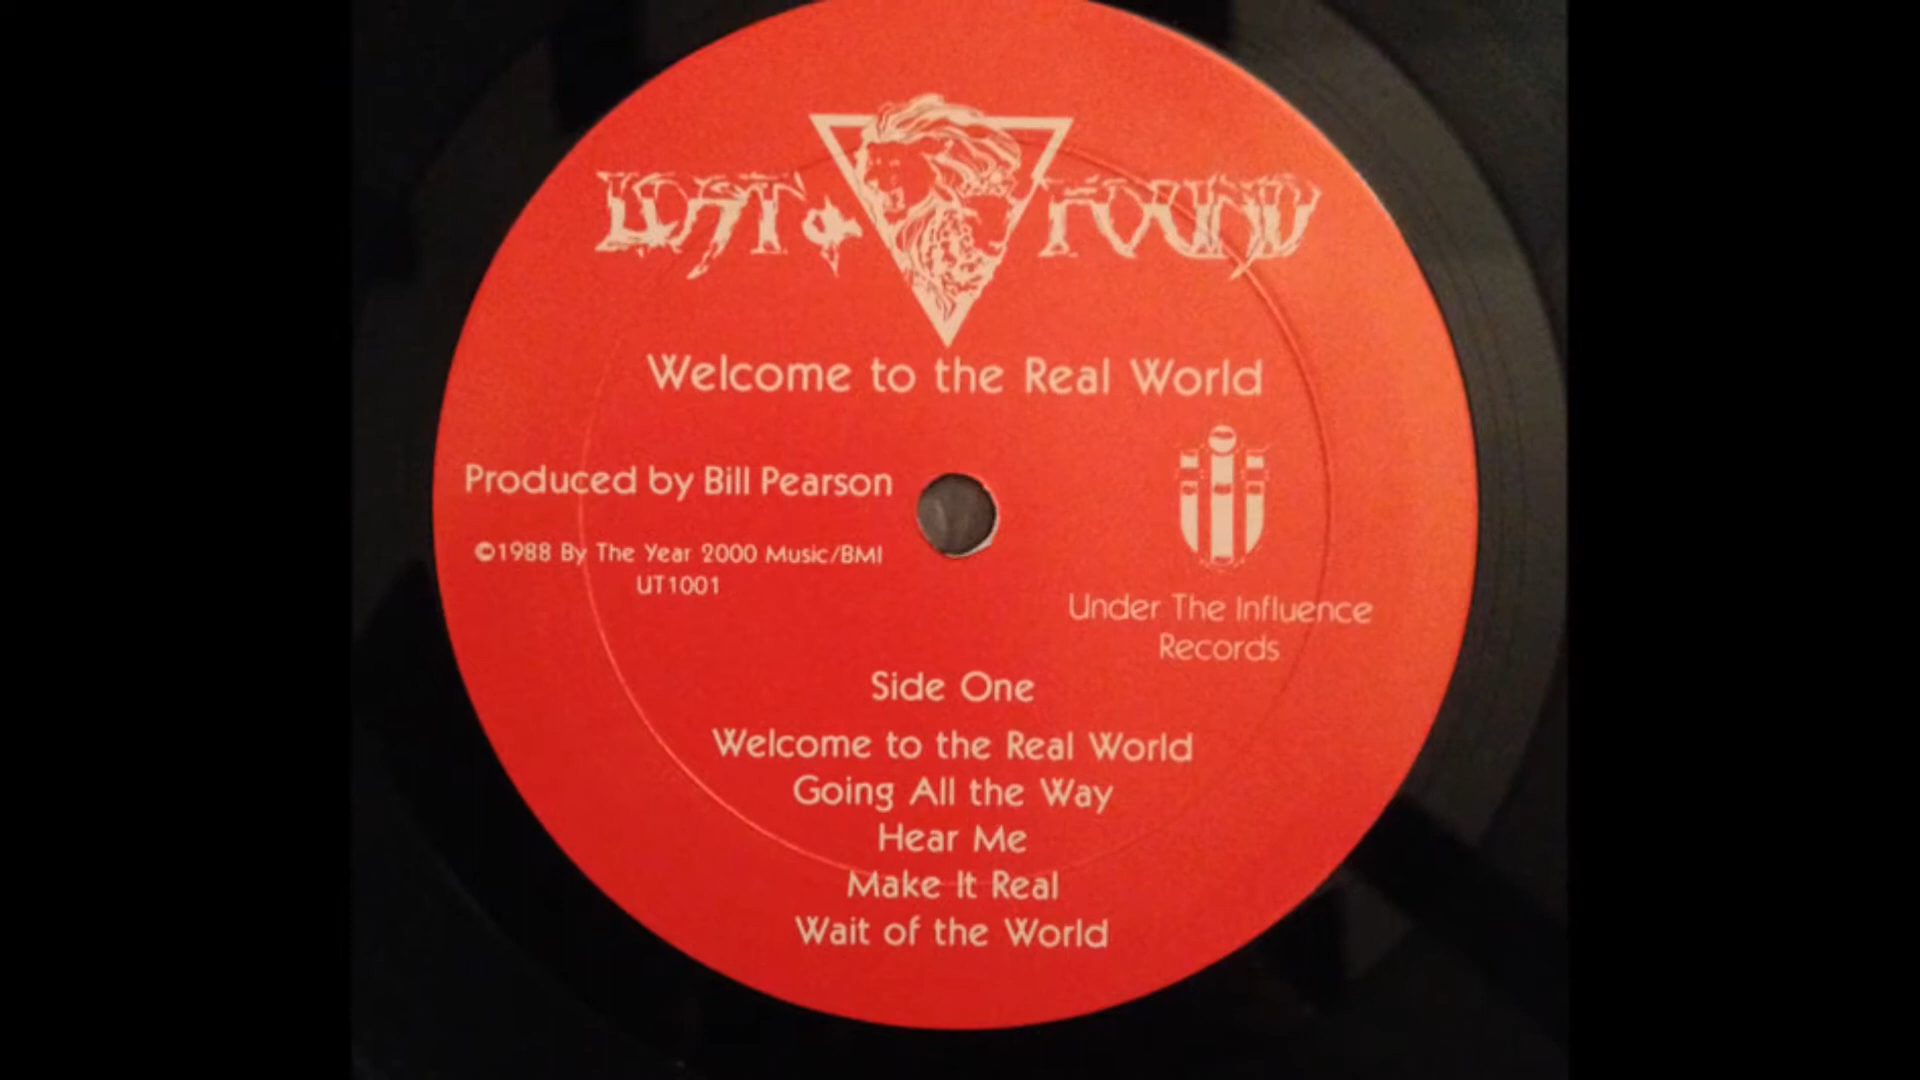 LOST & FOUND
Welcome to the Real World
Produced by Bill Pearson
©1988 By The Year 2000 Music/BMI
UT1001
Under The Influence
Records
Side One
Welcome to the Real World
Going All the Way
Hear Me
Make It Real
Wait of the World